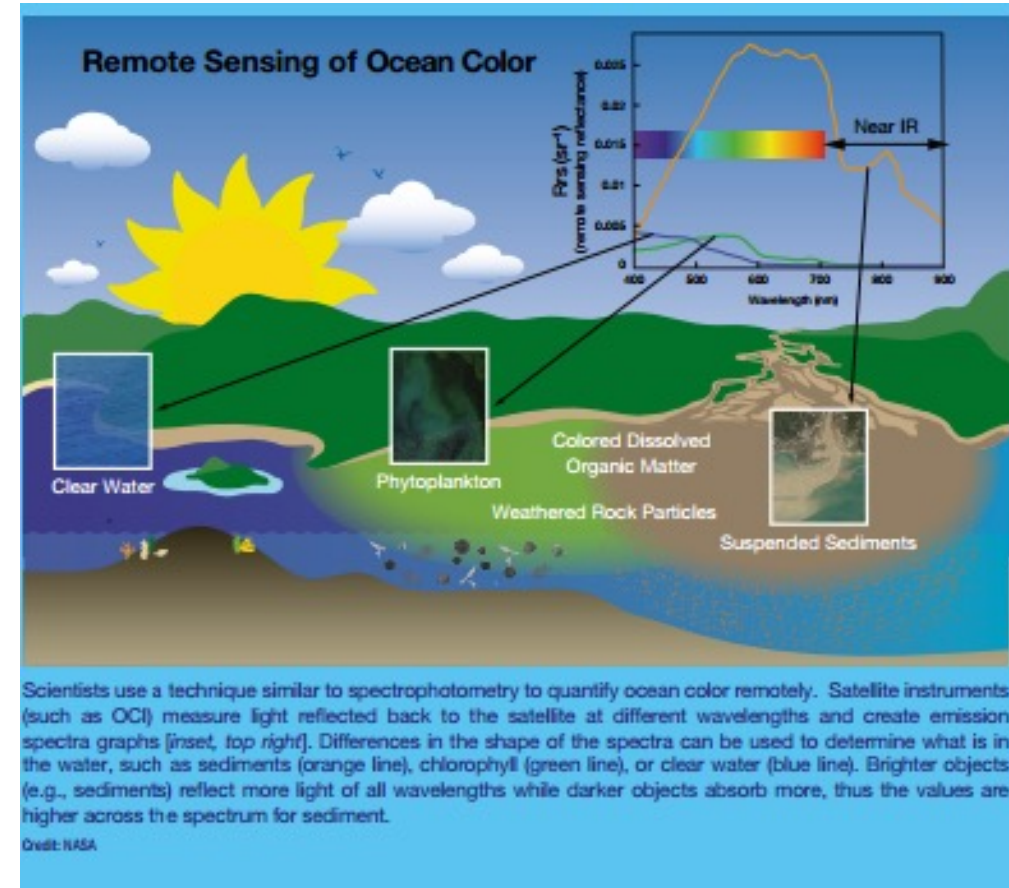 Remote Sensing of Ocean Color
Rrs (sr⁻¹)
(remote sensing reflectance)
0.025
0.02
0.015
0.01
0.005
0
400 500 600 700 800 900
Wavelength (nm)
Near IR
Clear Water
Phytoplankton
Colored Dissolved
Organic Matter
Weathered Rock Particles
Suspended Sediments
Scientists use a technique similar to spectrophotometry to quantify ocean color remotely. Satellite instruments
(such as OCI) measure light reflected back to the satellite at different wavelengths and create emission
spectra graphs [inset, top right]. Differences in the shape of the spectra can be used to determine what is in
the water, such as sediments (orange line), chlorophyll (green line), or clear water (blue line). Brighter objects
(e.g., sediments) reflect more light of all wavelengths while darker objects absorb more, thus the values are
higher across the spectrum for sediment.
Credit: NASA